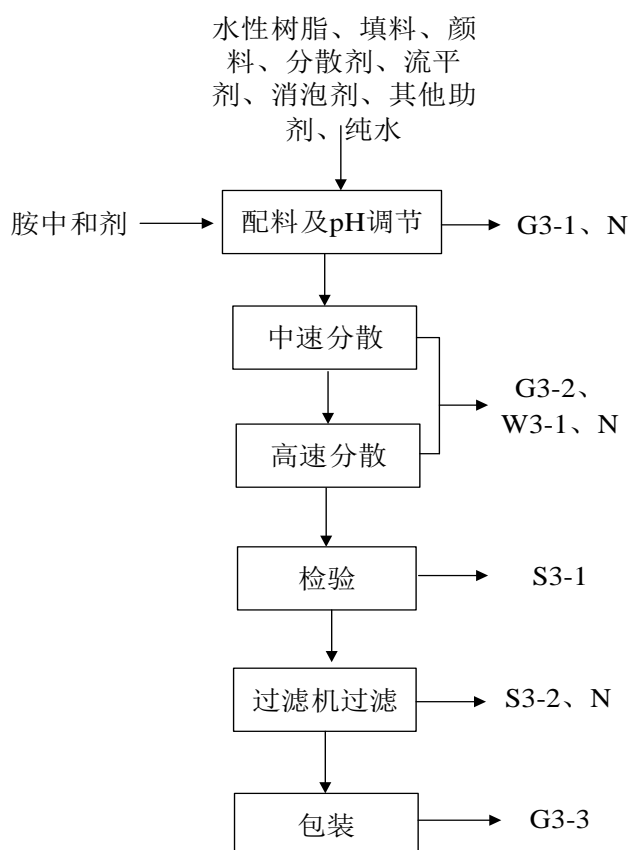 水性树脂、填料、颜
料、分散剂、流平
剂、消泡剂、其他助
剂、纯水
胺中和剂
配料及pH调节
G3-1、N
中速分散
G3-2、
W3-1、N
高速分散
检验
S3-1
过滤机过滤
S3-2、N
包装
G3-3